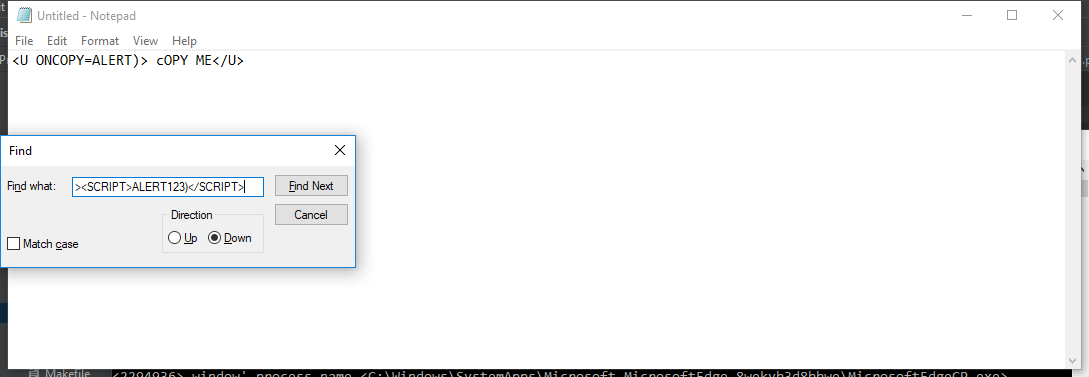 Untitled - Notepad
File Edit Format View Help
<U ONCOPY=ALERT)> cOPY ME</U>
Find
Find what: ><SCRIPT>ALERT123)</SCRIPT> Find Next
Direction Cancel
Up Down
Match case
Makefile <2294936> window' process name <C:\Windows\SystemApps\Microsoft.MicrosoftEdge_8wekyb3d8bbwe\MicrosoftEdgeCP.exe>